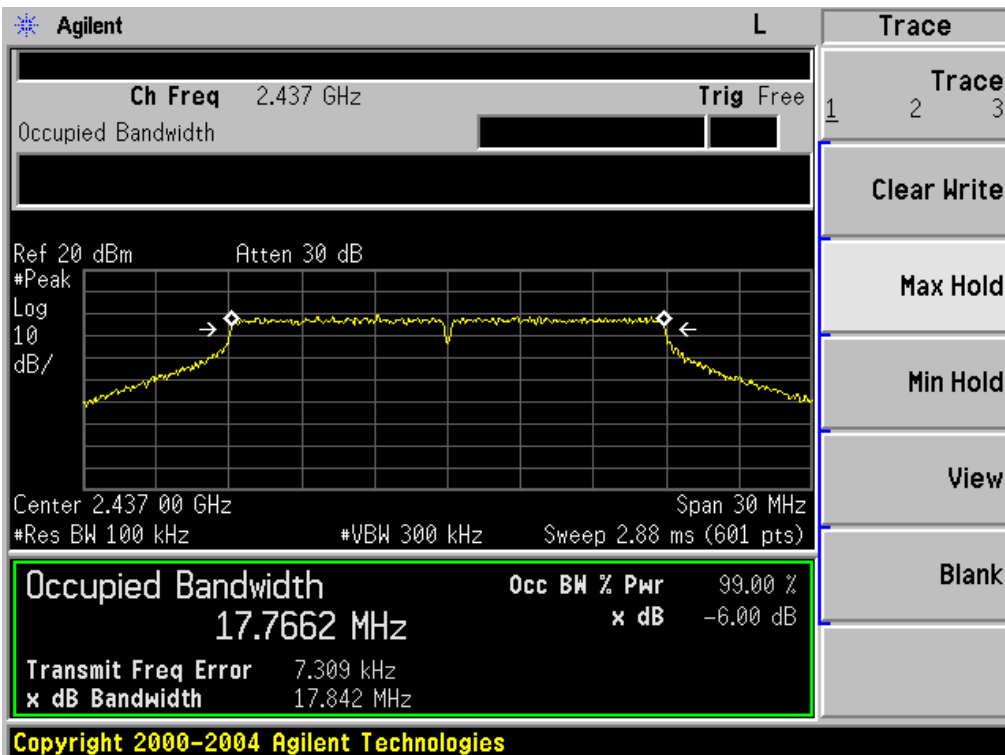 Agilent L Trace
Ch Freq 2.437 GHz Trig Free
Occupied Bandwidth
Trace
1 2 3
Clear Write
Max Hold
Min Hold
View
Blank
Ref 20 dBm Atten 30 dB
#Peak
Log
10
dB/
Center 2.437 00 GHz Span 30 MHz
#Res BW 100 kHz #VBW 300 kHz Sweep 2.88 ms (601 pts)
Occupied Bandwidth Occ BW % Pwr 99.00 %
17.7662 MHz x dB -6.00 dB
Transmit Freq Error 7.309 kHz
x dB Bandwidth 17.842 MHz
Copyright 2000-2004 Agilent Technologies